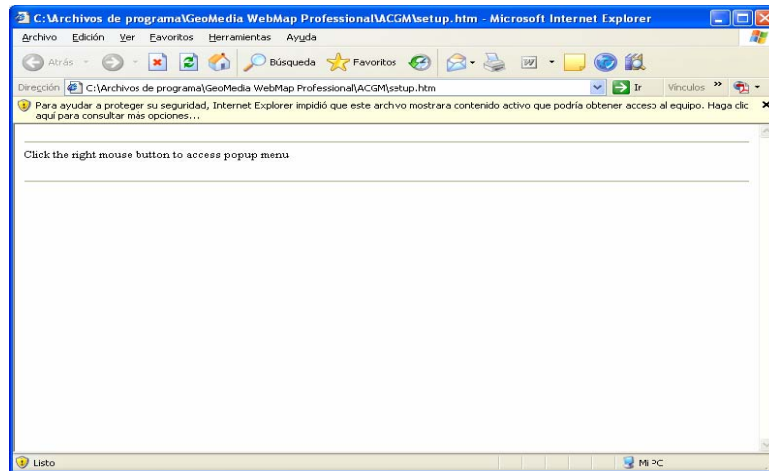 C:\Archivos de programa\GeoMedia WebMap Professional\ACGM\setup.htm - Microsoft Internet Explorer
Archivo Edición Ver Favoritos Herramientas Ayuda
Atrás Búsqueda Favoritos
Dirección C:\Archivos de programa\GeoMedia WebMap Professional\ACGM\setup.htm Ir Vínculos »
Para ayudar a proteger su seguridad, Internet Explorer impidió que este archivo mostrara contenido activo que podría obtener acceso al equipo. Haga clic
aquí para consultar más opciones...
Click the right mouse button to access popup menu
Listo Mi PC